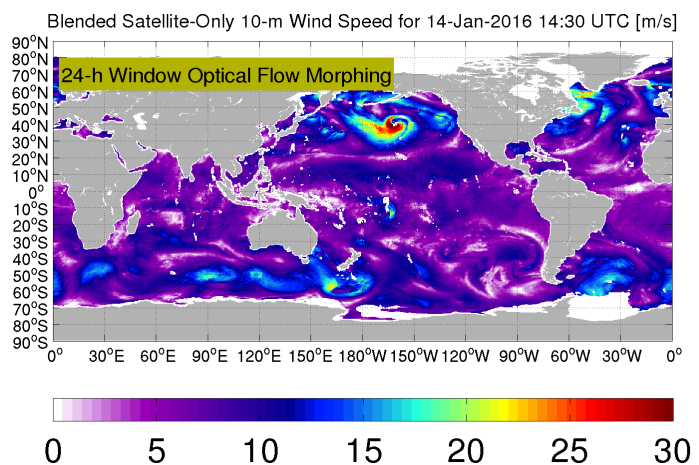 Blended Satellite-Only 10-m Wind Speed for 14-Jan-2016 14:30 UTC [m/s]
90°N
80°N
24-h Window Optical Flow Morphing
70°N
60°N
50°N
40°N
30°N
20°N
10°N
0°
10°S
20°S
30°S
40°S
50°S
60°S
70°S
80°S
90°S
0° 30°E 60°E 90°E 120°E 150°E 180°W 150°W 120°W 90°W 60°W 30°W 0°
0 5 10 15 20 25 30